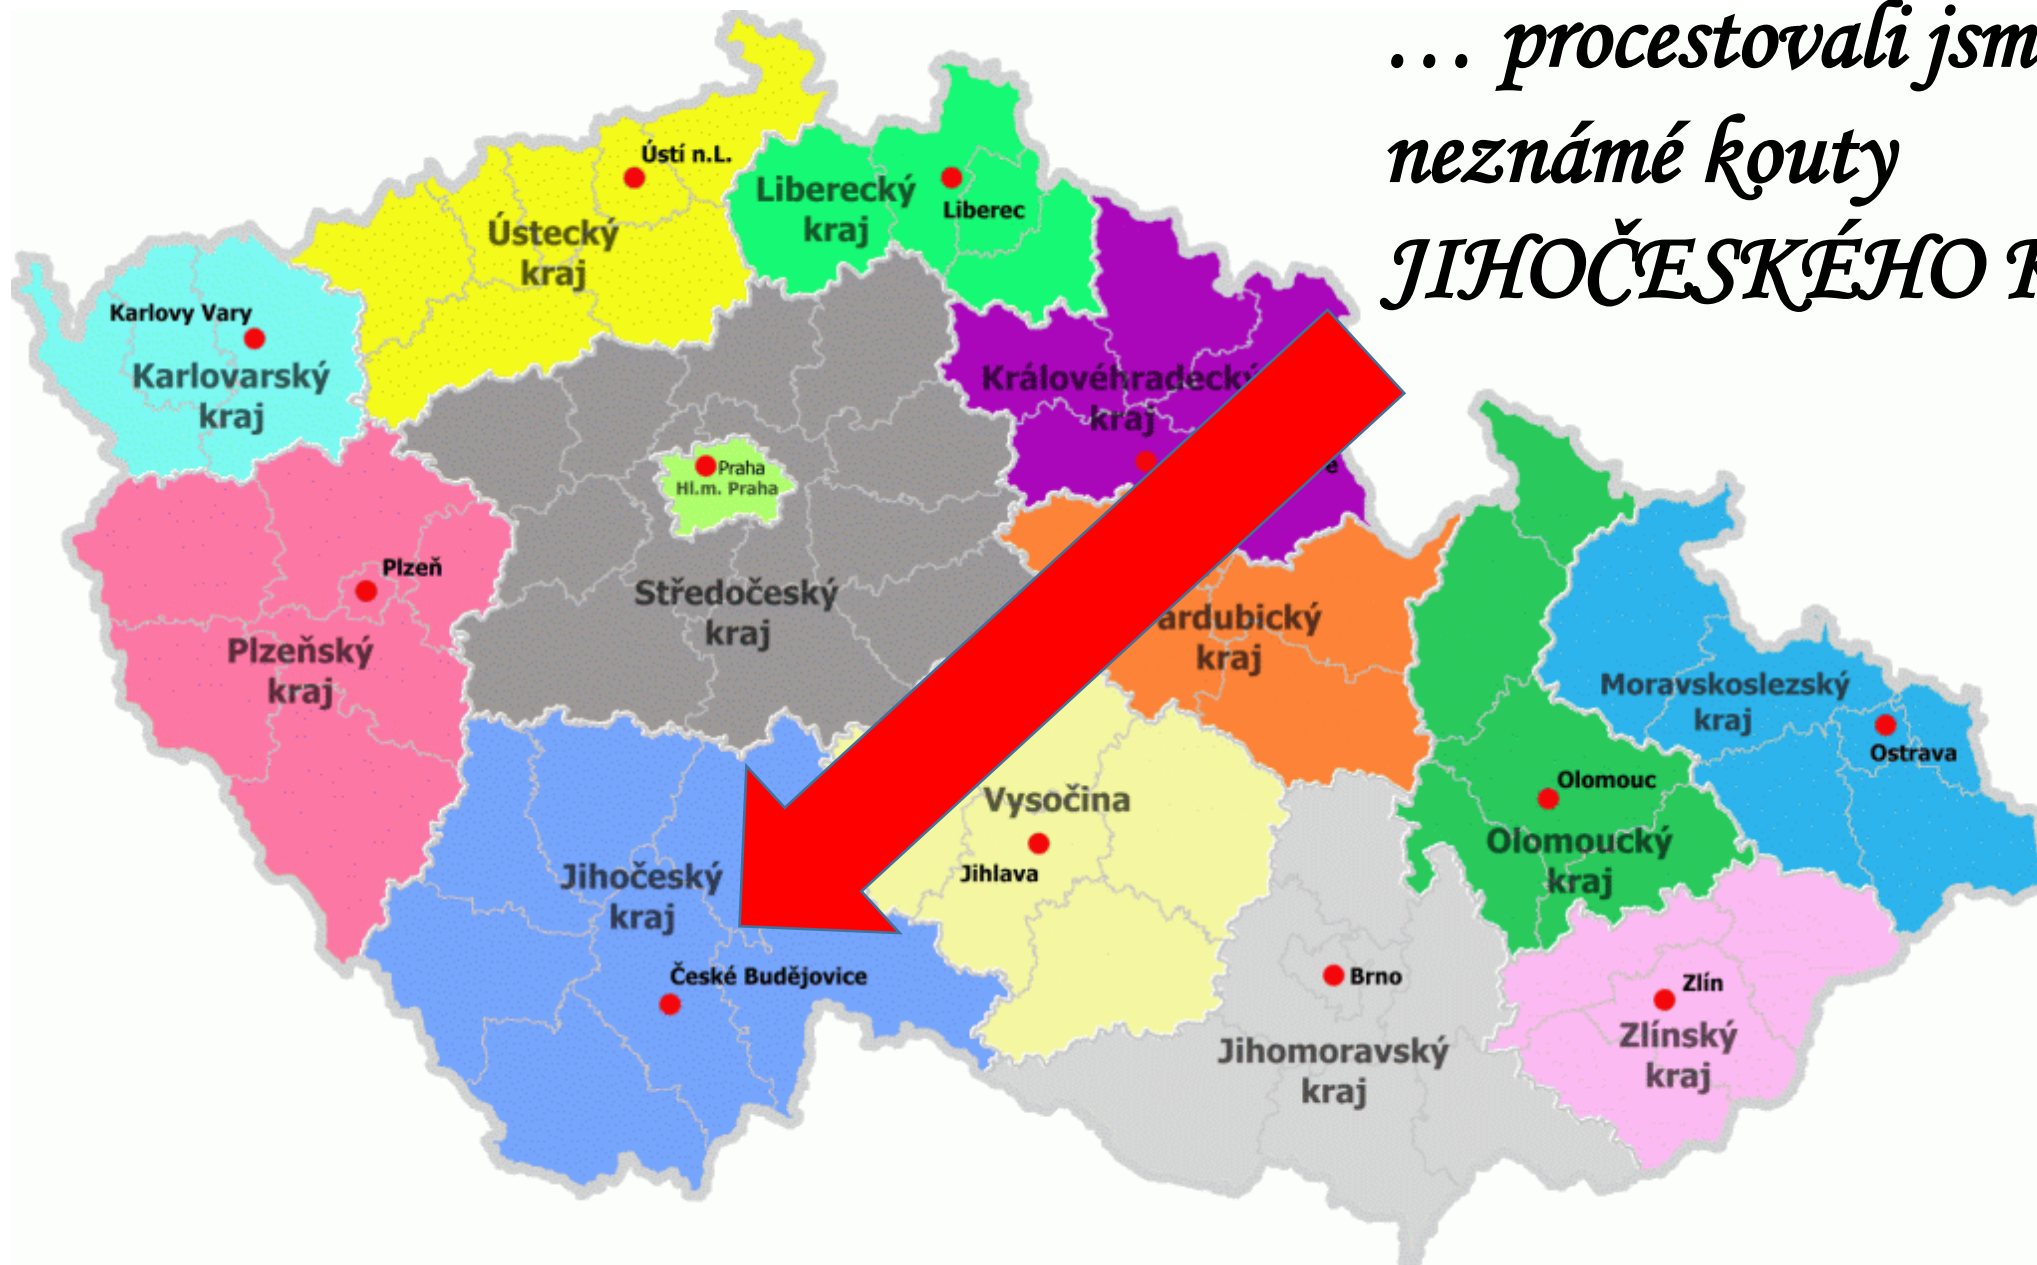 … procestovali jsm
neznámé kouty
JIHOČESKÉHO K
Ústí n.L.
Liberecký
kraj
Liberec
Ústecký
kraj
Karlovy Vary
Karlovarský
kraj
Královéhradecký
kraj
é
Praha
Hl.m. Praha
Plzeň
Středočeský
kraj
ardubický
kraj
Plzeňský
kraj
Moravskoslezský
kraj
Ostrava
Olomouc
Vysočina
Olomoucký
kraj
Jihlava
Jihočeský
kraj
České Budějovice
Brno
Zlín
Zlínský
kraj
Jihomoravský
kraj